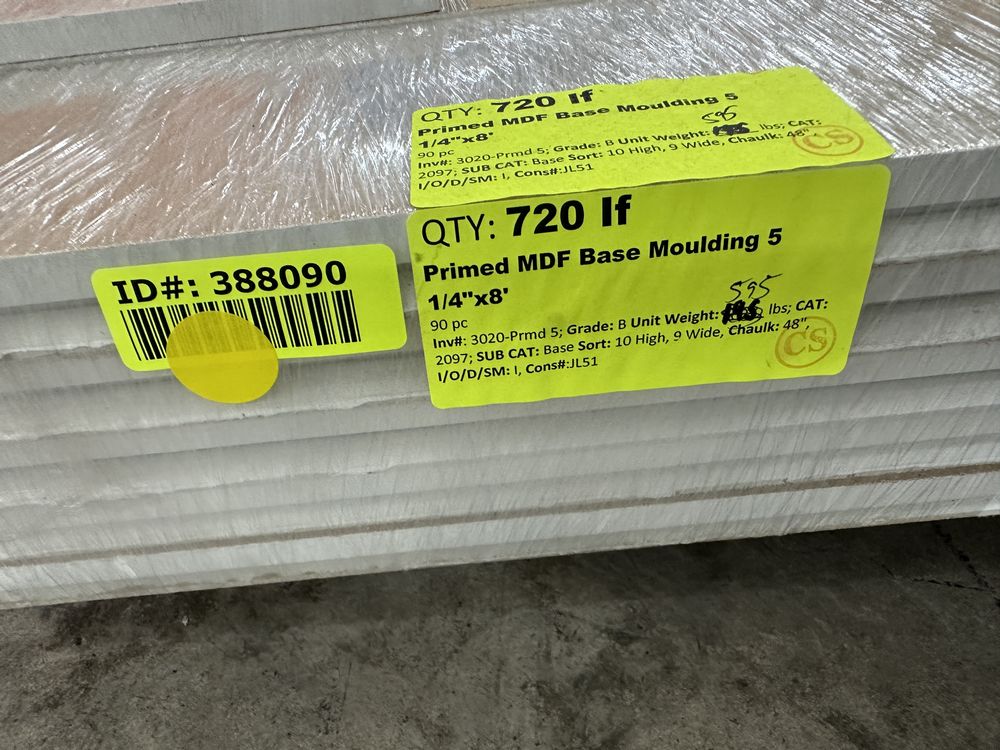 QTY: 720 lf
Primed MDF Base Moulding 5
1/4"x8'
90 pc
Inv#: 3020-Prmd 5; Grade: B Unit Weight: 595 lbs; CAT:
2097; SUB CAT: Base Sort: 10 High, 9 Wide, Chaulk: 48",
I/O/D/SM: I, Cons#:JL51
CS
ID#: 388090
QTY: 720 lf
Primed MDF Base Moulding 5
1/4"x8'
90 pc
Inv#: 3020-Prmd 5; Grade: B Unit Weight: 595 lbs; CAT:
2097; SUB CAT: Base Sort: 10 High, 9 Wide, Chaulk: 48",
I/O/D/SM: I, Cons#:JL51
CS